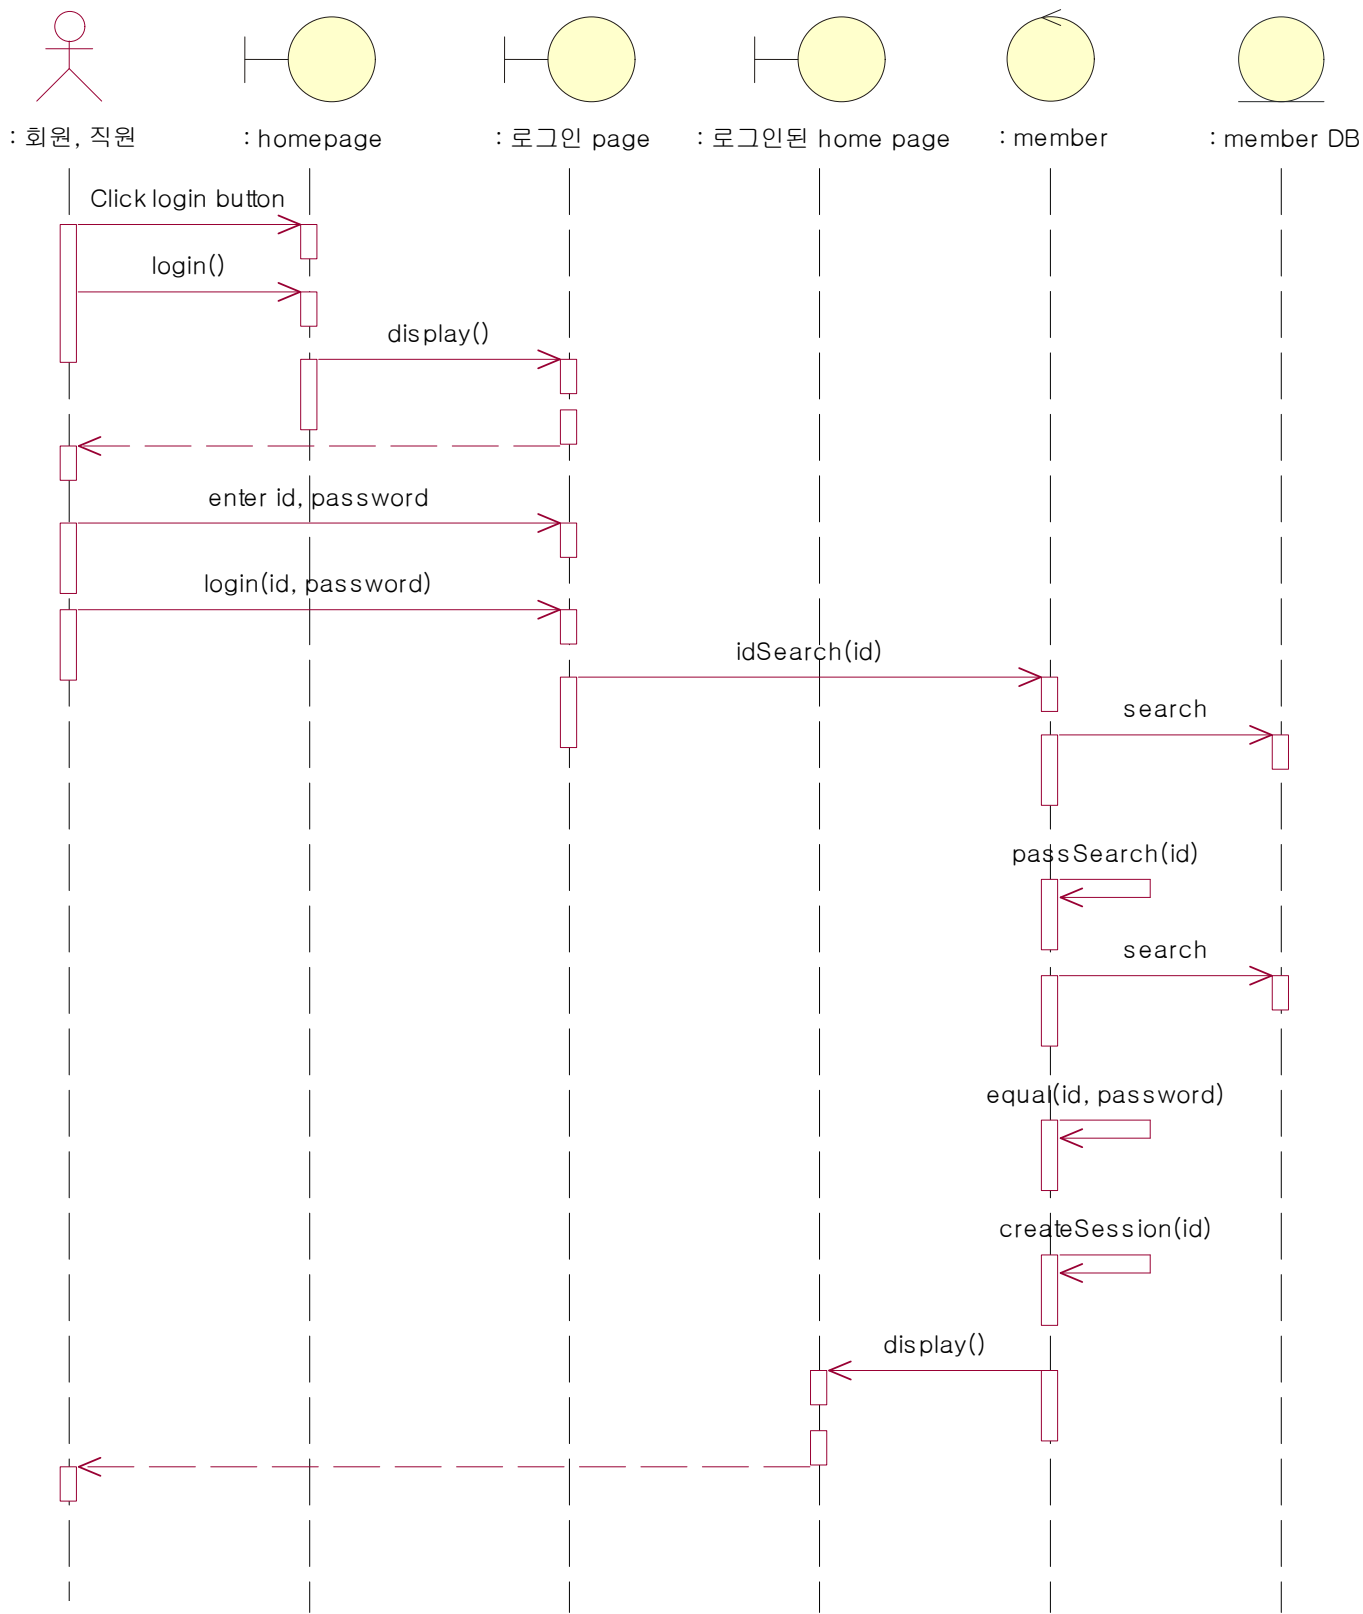 : 회원, 직원
: homepage
: 로그인 page
: 로그인된 home page
: member
: member DB
Click login button
login()
display()
enter id, password
login(id, password)
idSearch(id)
search
passSearch(id)
search
equal(id, password)
createSession(id)
display()